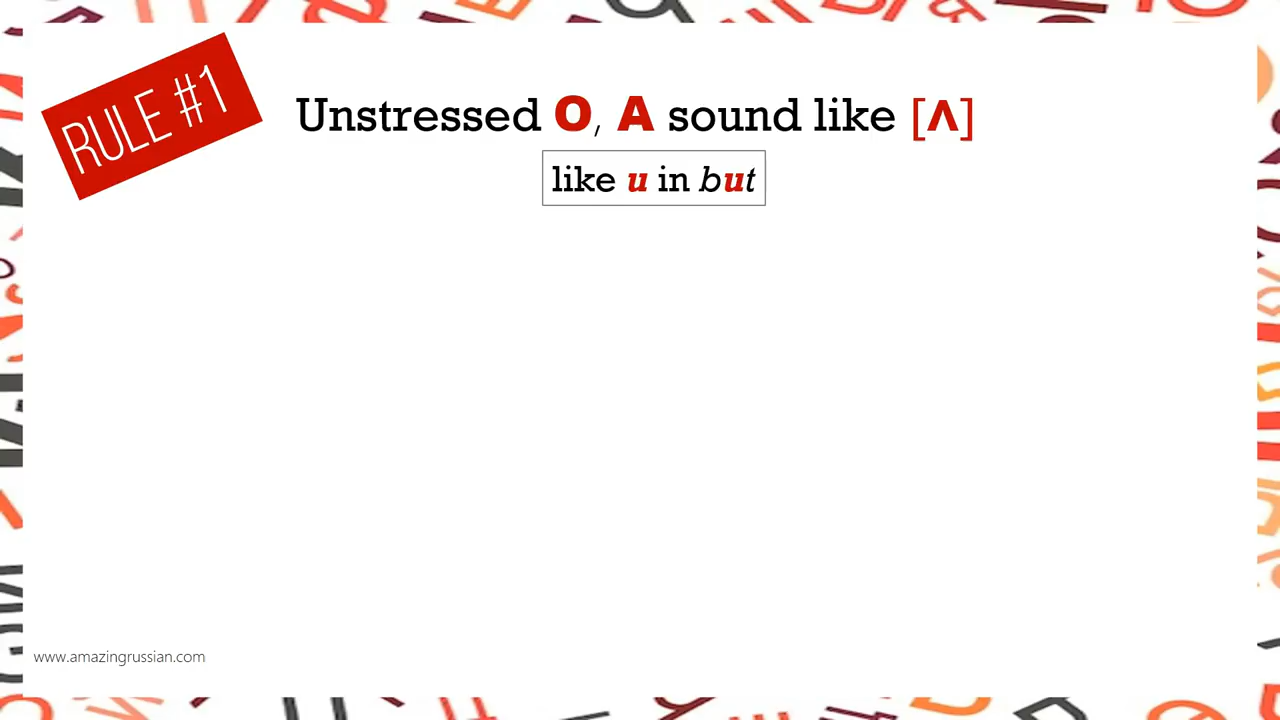 RULE #1
Unstressed O, A sound like [ʌ]
like u in but
www.amazingrussian.com